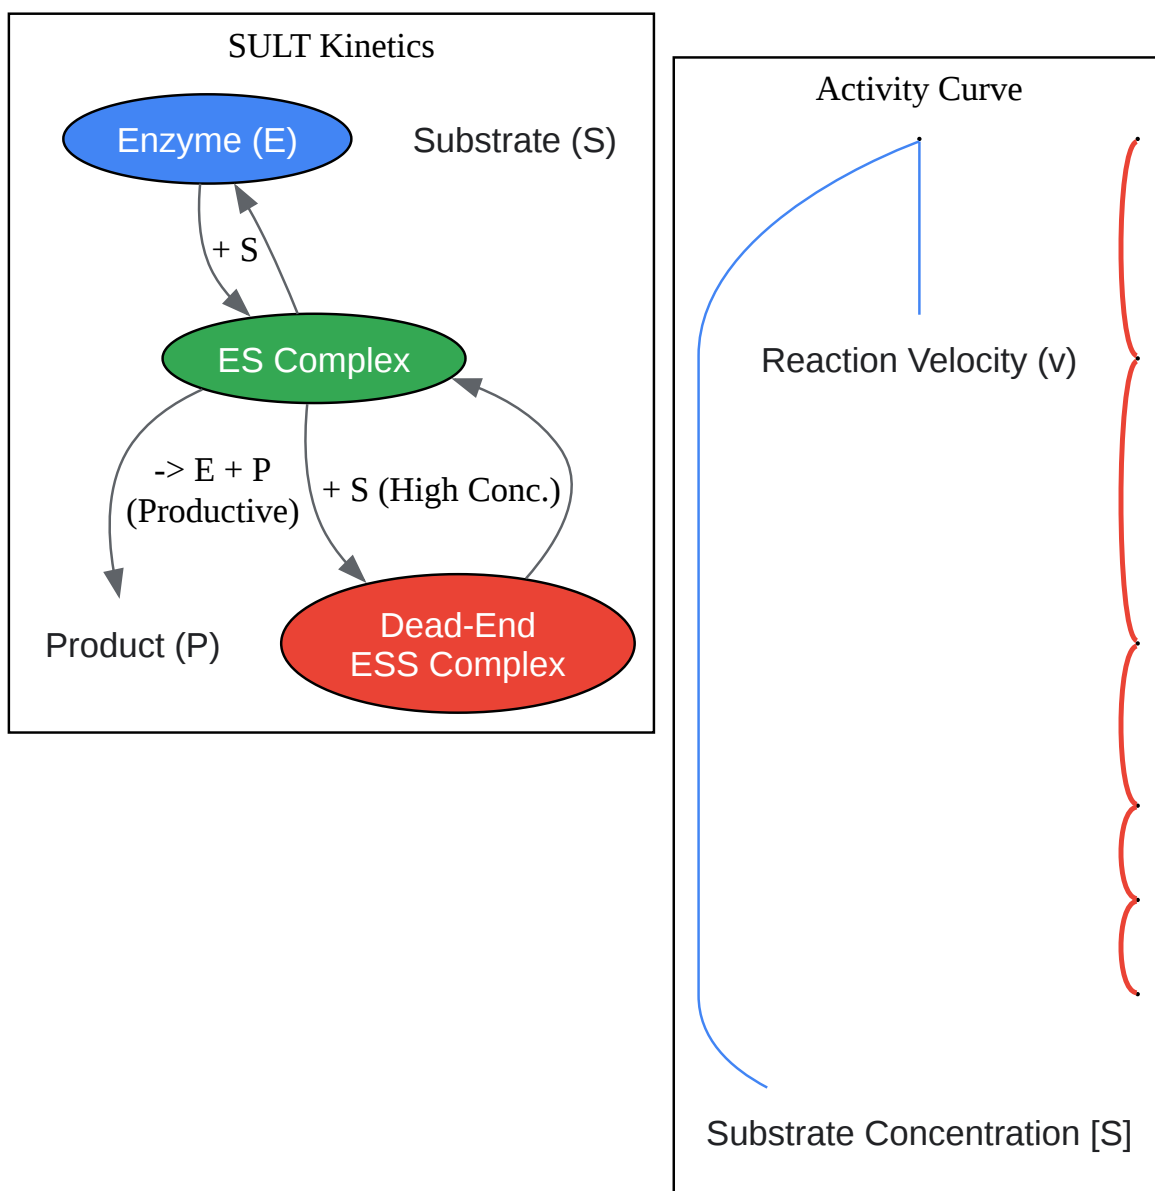 SULT Kinetics
Enzyme (E)
Substrate (S)
+ S
ES Complex
-> E + P
(Productive)
+ S (High Conc.)
Product (P)
Dead-End
ESS Complex
Activity Curve
Reaction Velocity (v)
Substrate Concentration [S]